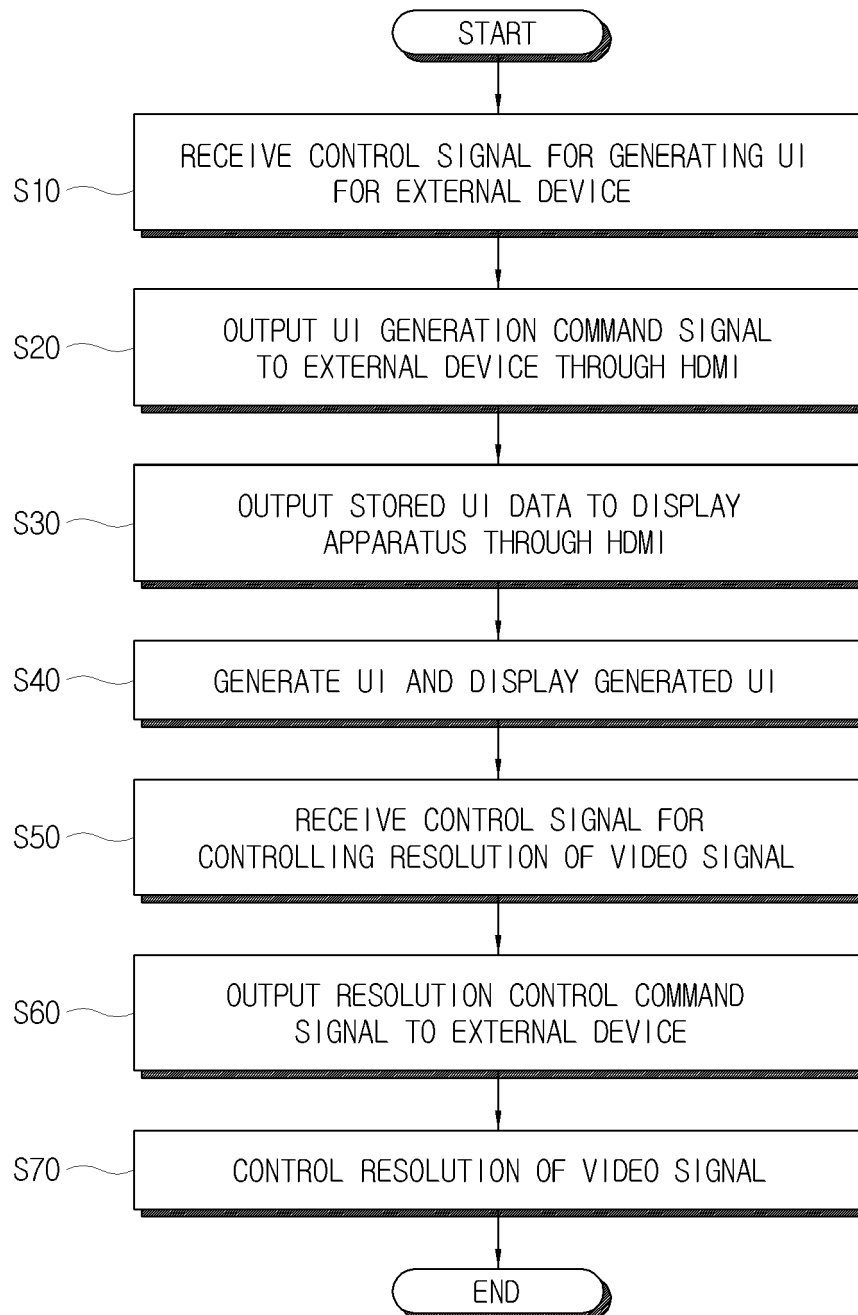 START
S10
RECEIVE CONTROL SIGNAL FOR GENERATING UI
FOR EXTERNAL DEVICE
S20
OUTPUT UI GENERATION COMMAND SIGNAL
TO EXTERNAL DEVICE THROUGH HDMI
S30
OUTPUT STORED UI DATA TO DISPLAY
APPARATUS THROUGH HDMI
S40
GENERATE UI AND DISPLAY GENERATED UI
S50
RECEIVE CONTROL SIGNAL FOR
CONTROLLING RESOLUTION OF VIDEO SIGNAL
S60
OUTPUT RESOLUTION CONTROL COMMAND
SIGNAL TO EXTERNAL DEVICE
S70
CONTROL RESOLUTION OF VIDEO SIGNAL
END